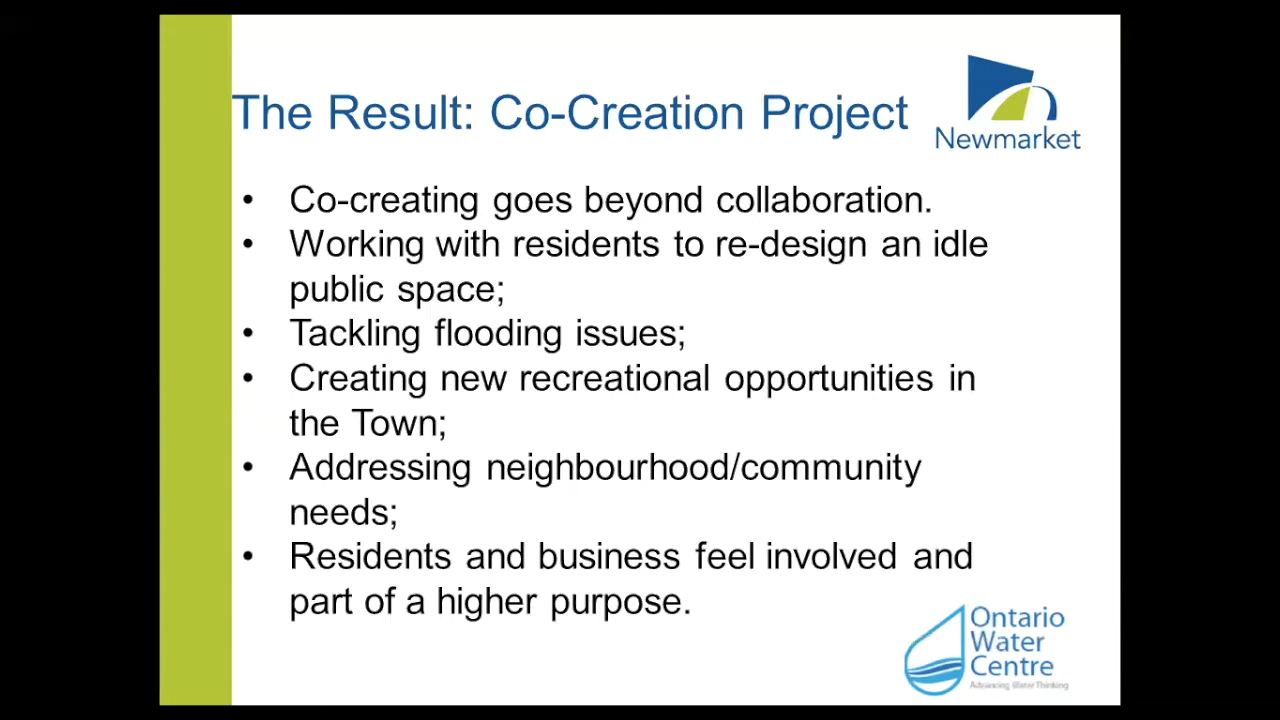 The Result: Co-Creation Project
Newmarket
• Co-creating goes beyond collaboration.
• Working with residents to re-design an idle
public space;
• Tackling flooding issues;
• Creating new recreational opportunities in
the Town;
• Addressing neighbourhood/community
needs;
• Residents and business feel involved and
part of a higher purpose.
Ontario
Water
Centre
Advancing Water Thinking